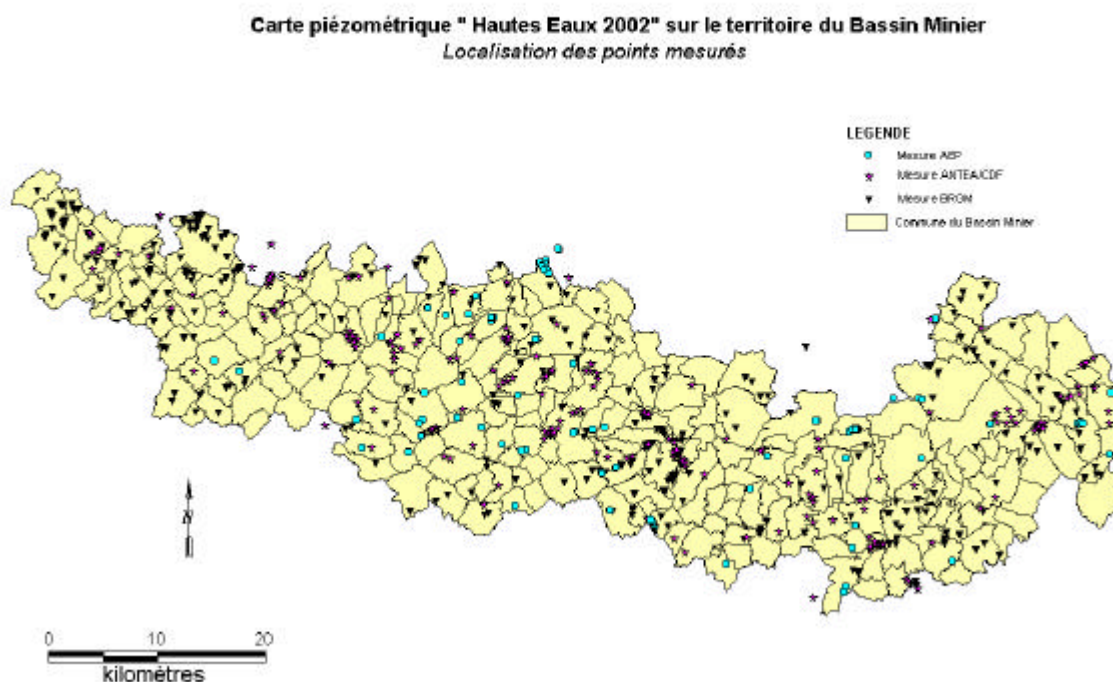 Carte piézométrique " Hautes Eaux 2002" sur le territoire du Bassin Minier
Localisation des points mesurés
LEGENDE
Mesure AEP
Mesure ANTEA/CDF
Mesure BRGM
Commune du Bassin Minier
N
0 10 20
kilomètres